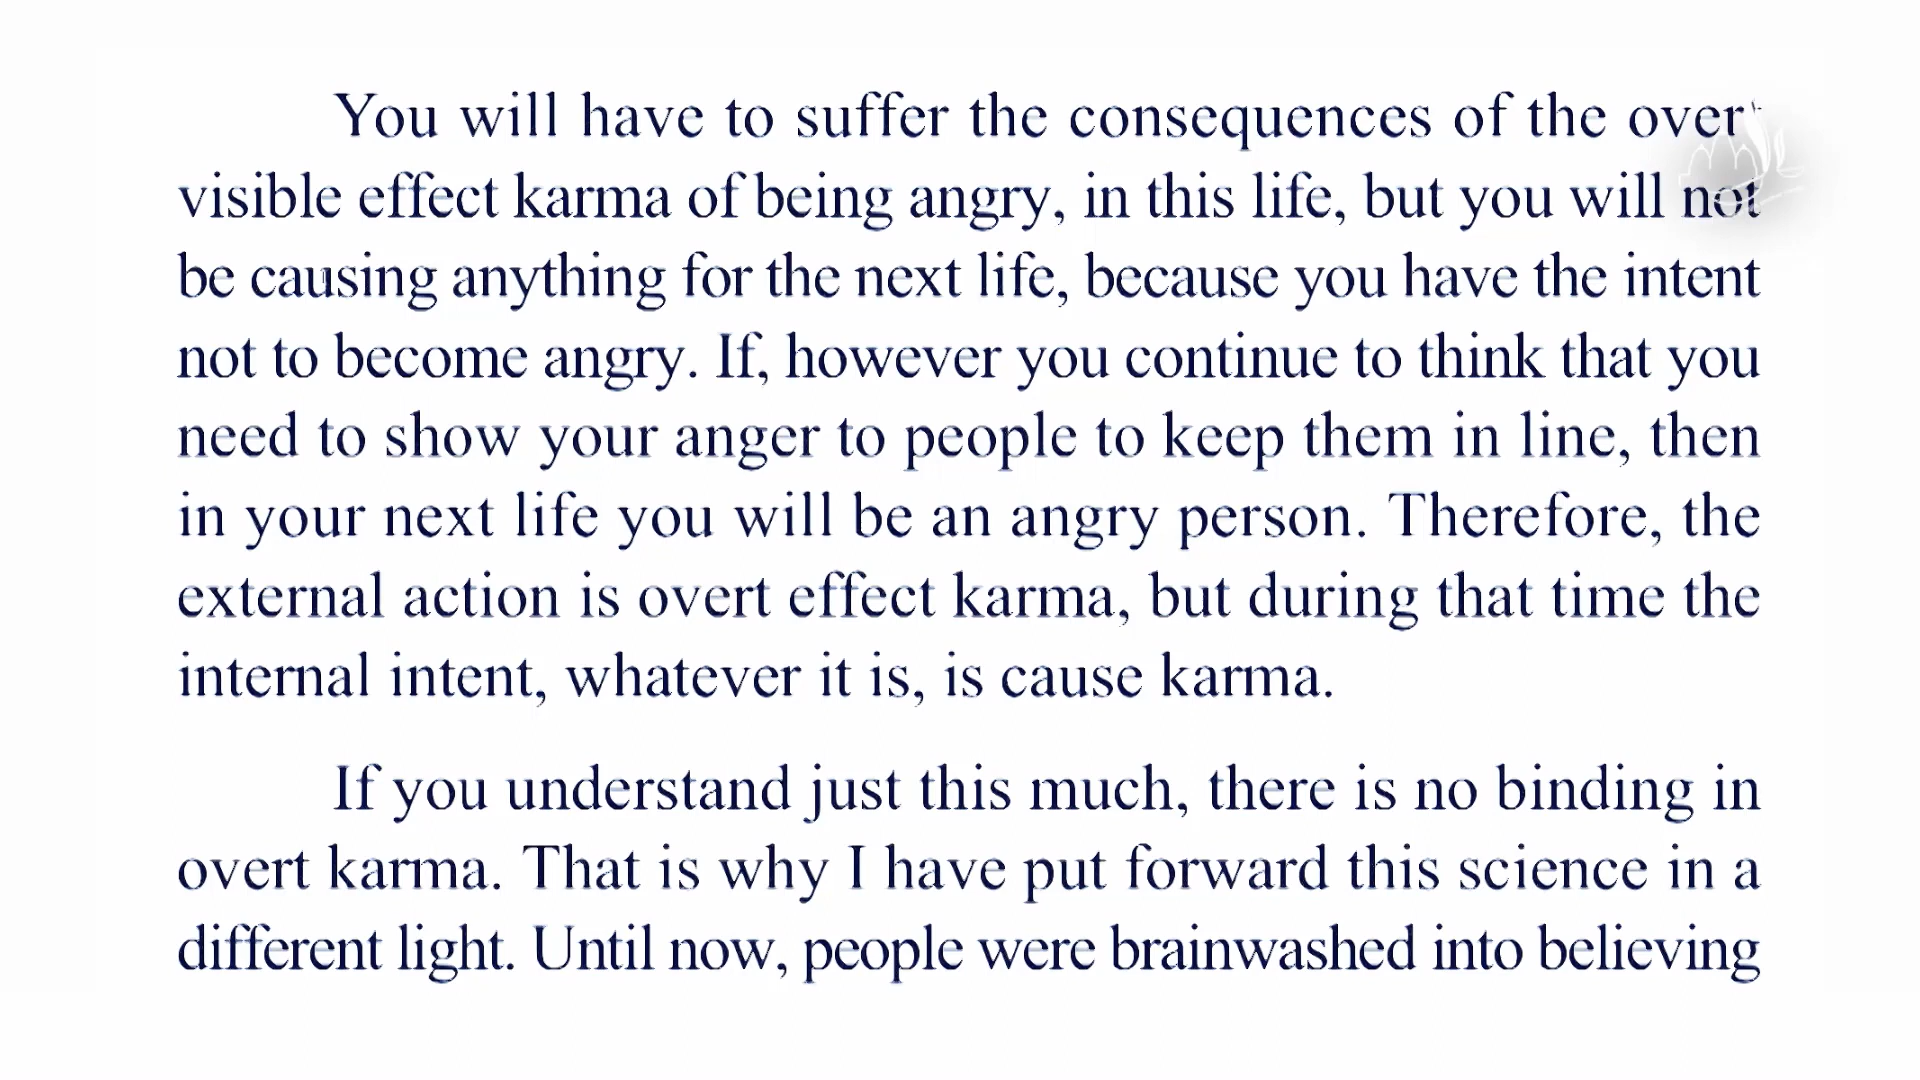 You will have to suffer the consequences of the overt
visible effect karma of being angry, in this life, but you will not
be causing anything for the next life, because you have the intent
not to become angry. If, however you continue to think that you
need to show your anger to people to keep them in line, then
in your next life you will be an angry person. Therefore, the
external action is overt effect karma, but during that time the
internal intent, whatever it is, is cause karma.
If you understand just this much, there is no binding in
overt karma. That is why I have put forward this science in a
different light. Until now, people were brainwashed into believing